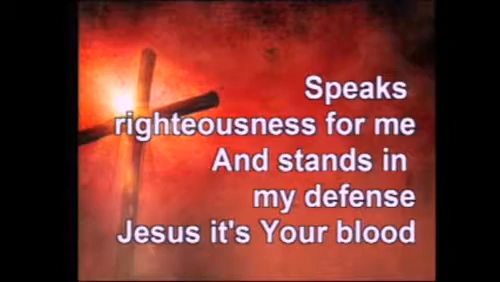 Speaks
righteousness for me
And stands in
my defense
Jesus it's Your blood